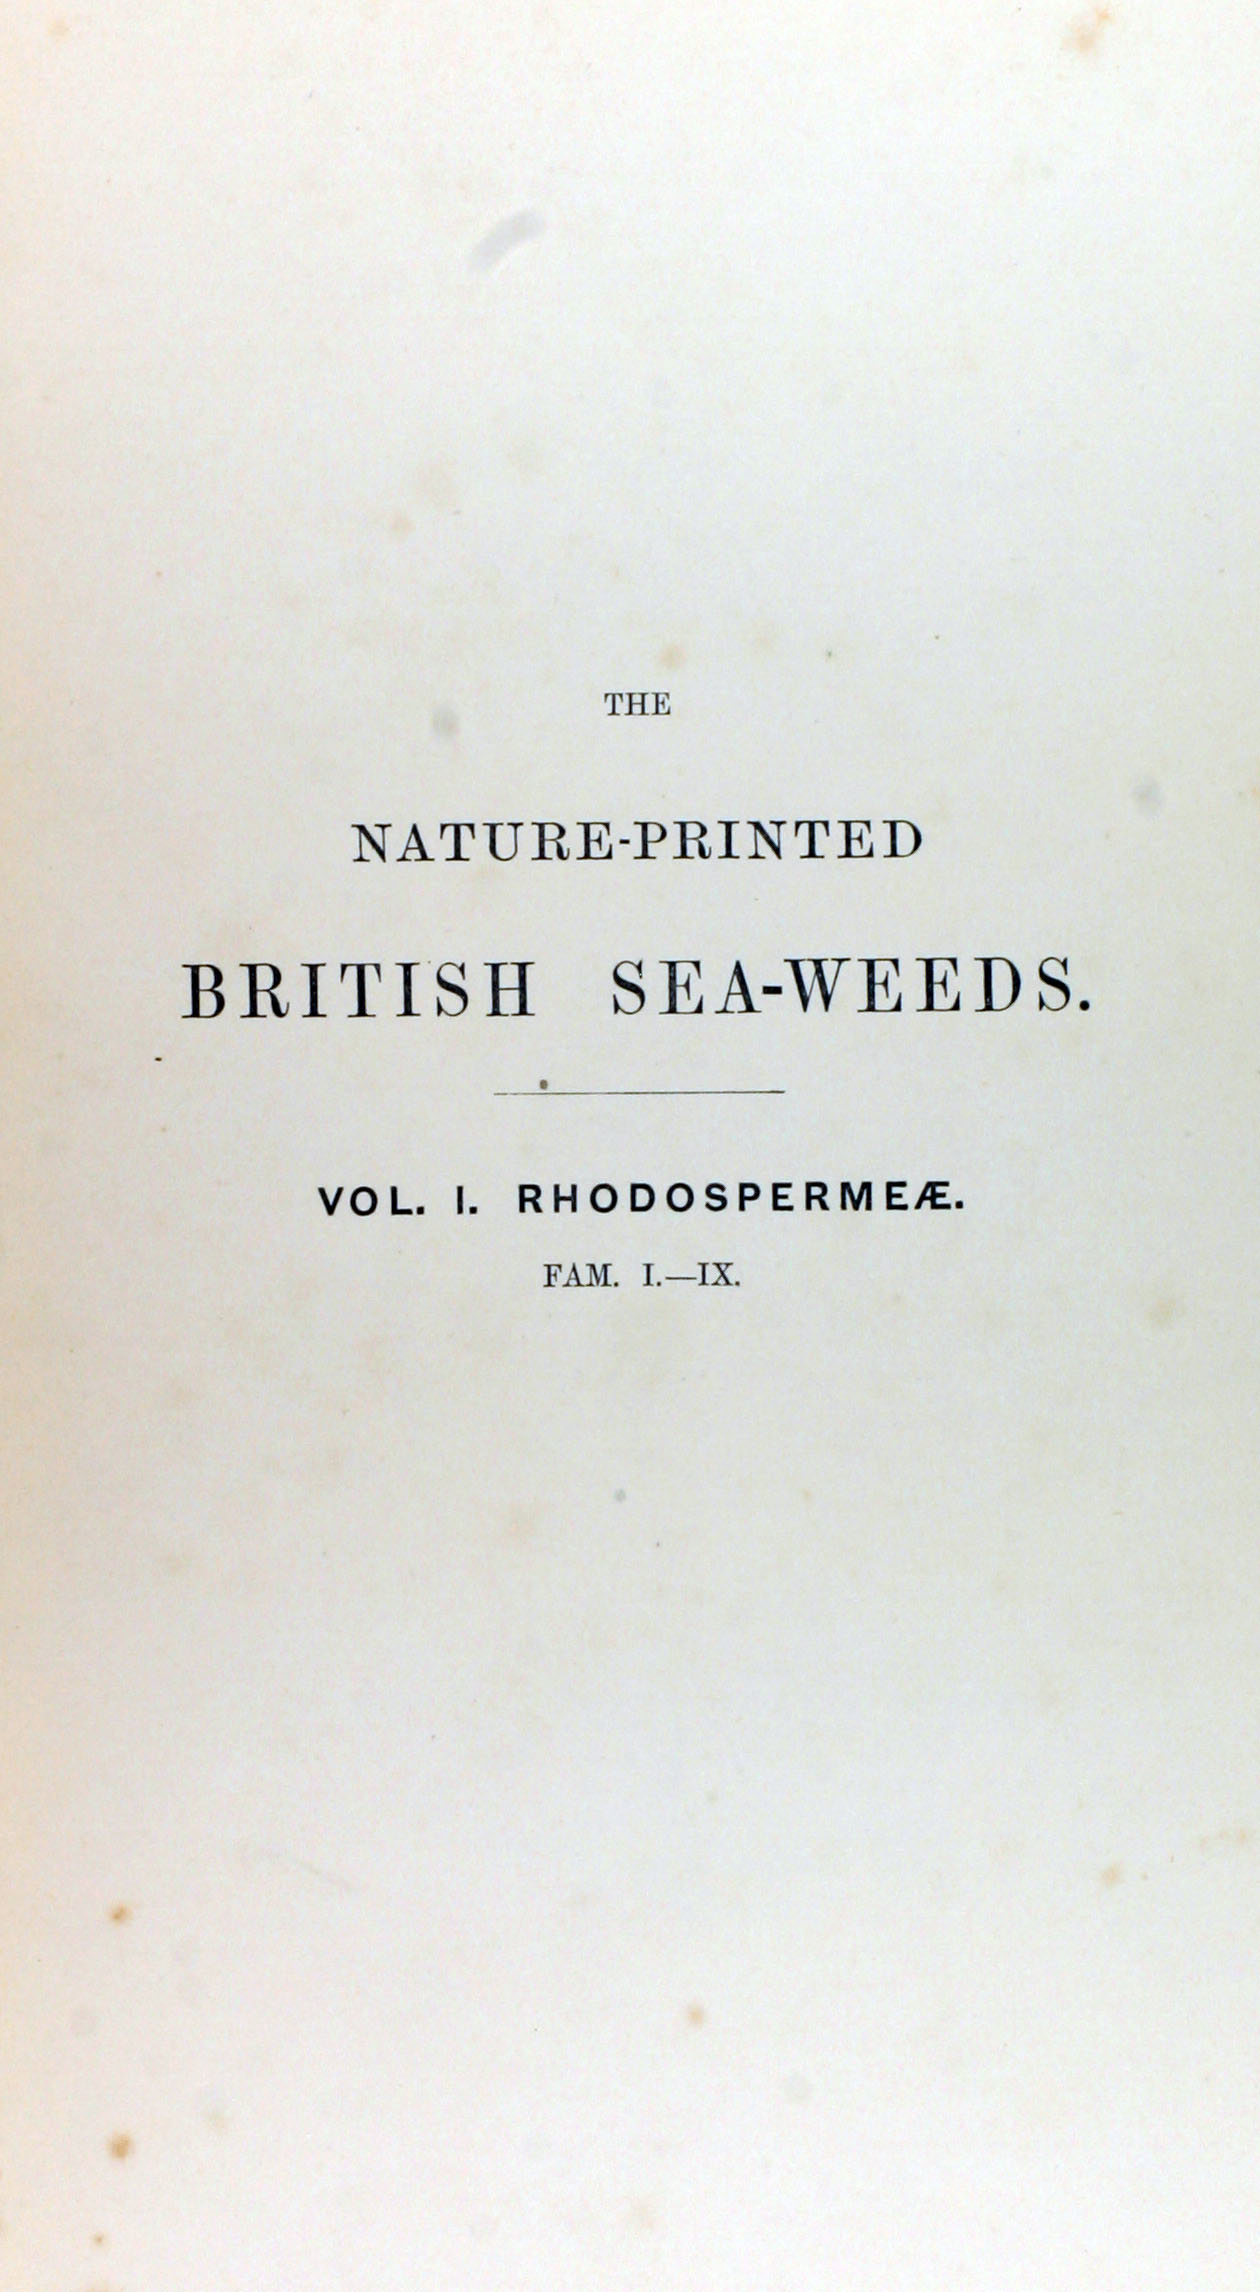 THE
NATURE-PRINTED
BRITISH SEA-WEEDS.
VOL. I. RHODOSPERMEÆ.
FAM. I.—IX.